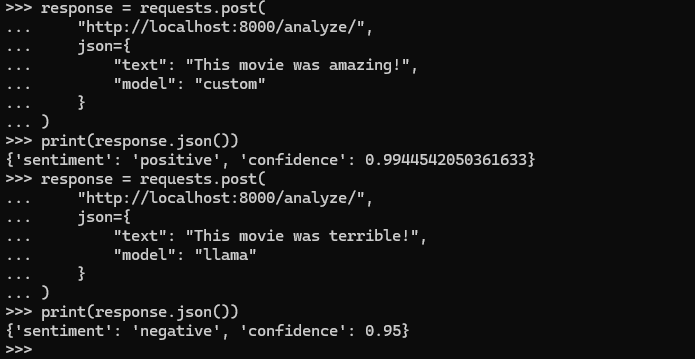 >>> response = requests.post(
...     "http://localhost:8000/analyze/",
...     json={
...         "text": "This movie was amazing!",
...         "model": "custom"
...     }
... )
>>> print(response.json())
{'sentiment': 'positive', 'confidence': 0.9944542050361633}
>>> response = requests.post(
...     "http://localhost:8000/analyze/",
...     json={
...         "text": "This movie was terrible!",
...         "model": "llama"
...     }
... )
>>> print(response.json())
{'sentiment': 'negative', 'confidence': 0.95}
>>>